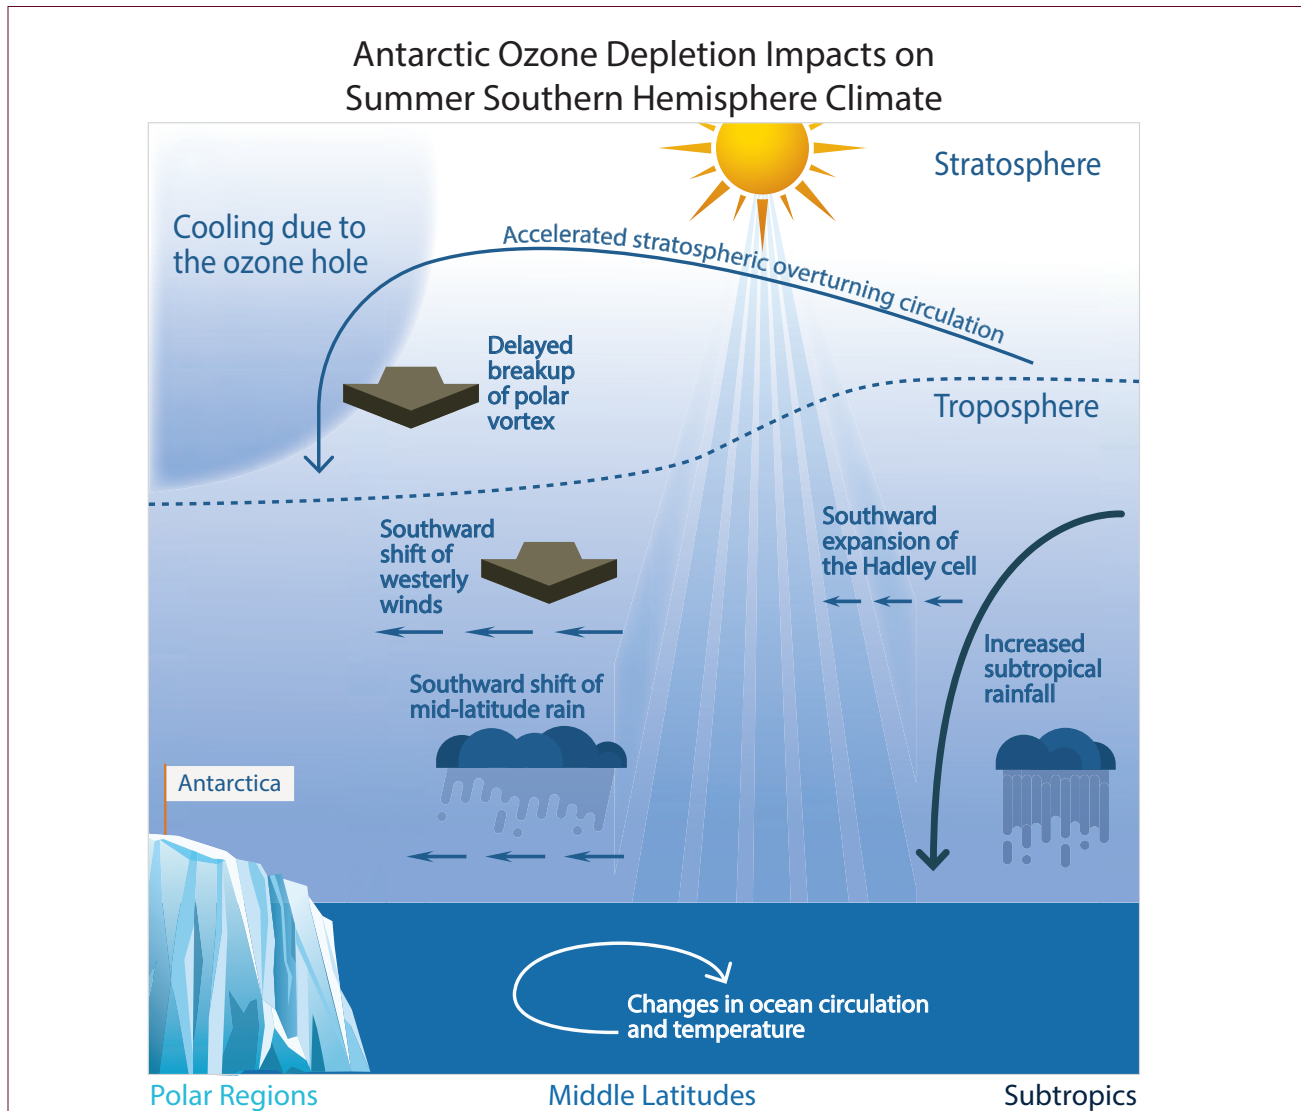 Antarctic Ozone Depletion Impacts on
Summer Southern Hemisphere Climate
Stratosphere
Cooling due to
the ozone hole
Accelerated stratospheric overturning circulation
Delayed
breakup
of polar
vortex
Troposphere
Southward
shift of
westerly
winds
Southward
expansion of
the Hadley cell
Increased
subtropical
rainfall
Southward shift of
mid-latitude rain
Antarctica
Changes in ocean circulation
and temperature
Polar Regions
Middle Latitudes
Subtropics